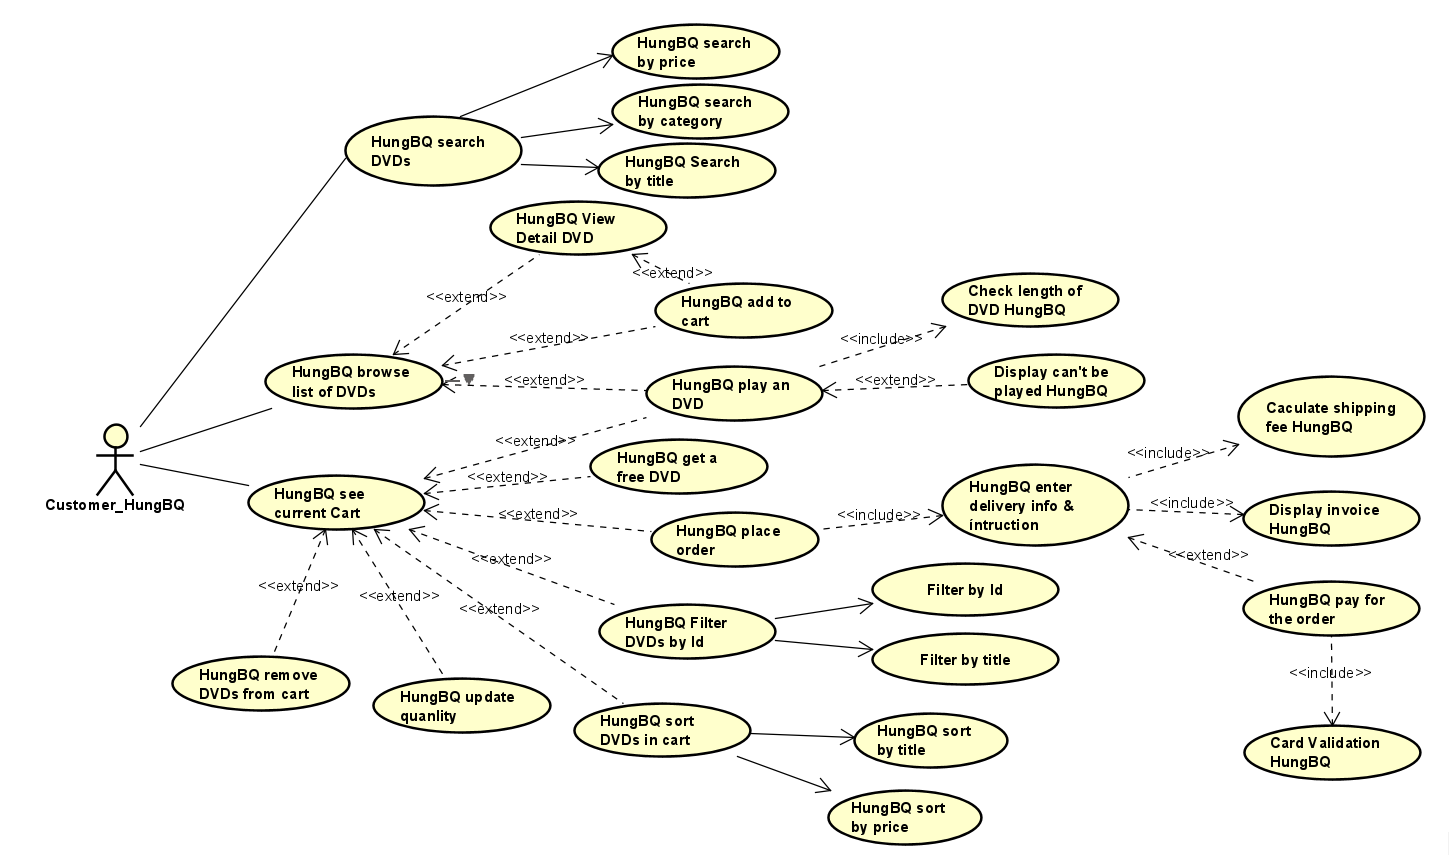 HungBQ search
by price
HungBQ search
by category
HungBQ search
DVDs
HungBQ Search
by title
HungBQ View
Detail DVD
<<extend>>
<<extend>>
HungBQ add to
cart
Check length of
DVD HungBQ
<<extend>>
<<include>>
HungBQ browse
list of DVDs
<<extend>>
HungBQ play an
DVD
<<extend>>
Display can't be
played HungBQ
Caculate shipping
fee HungBQ
<<extend>>
HungBQ get a
free DVD
<<include>>
Customer_HungBQ
HungBQ see
current Cart
<<extend>>
<<extend>>
HungBQ place
order
<<include>>
HungBQ enter
delivery info &
intruction
<<include>>
Display invoice
HungBQ
<<extend>>
<<extend>>
<<extend>>
<<extend>>
<<extend>>
HungBQ Filter
DVDs by Id
Filter by Id
Filter by title
HungBQ pay for
the order
<<include>>
HungBQ remove
DVDs from cart
HungBQ update
quanlity
HungBQ sort
DVDs in cart
HungBQ sort
by title
Card Validation
HungBQ
HungBQ sort
by price